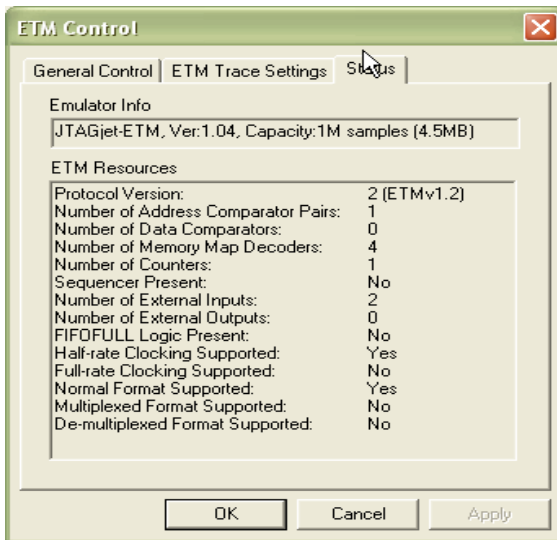 ETM Control
General Control ETM Trace Settings Status
Emulator Info
JTAGjet-ETM, Ver:1.04, Capacity:1M samples (4.5MB)
ETM Resources
Protocol Version: 2 (ETMv1.2)
Number of Address Comparator Pairs: 1
Number of Data Comparators: 0
Number of Memory Map Decoders: 4
Number of Counters: 1
Sequencer Present: No
Number of External Inputs: 2
Number of External Outputs: 0
FIFOFULL Logic Present: No
Half-rate Clocking Supported: Yes
Full-rate Clocking Supported: No
Normal Format Supported: Yes
Multiplexed Format Supported: No
De-multiplexed Format Supported: No
OK Cancel Apply